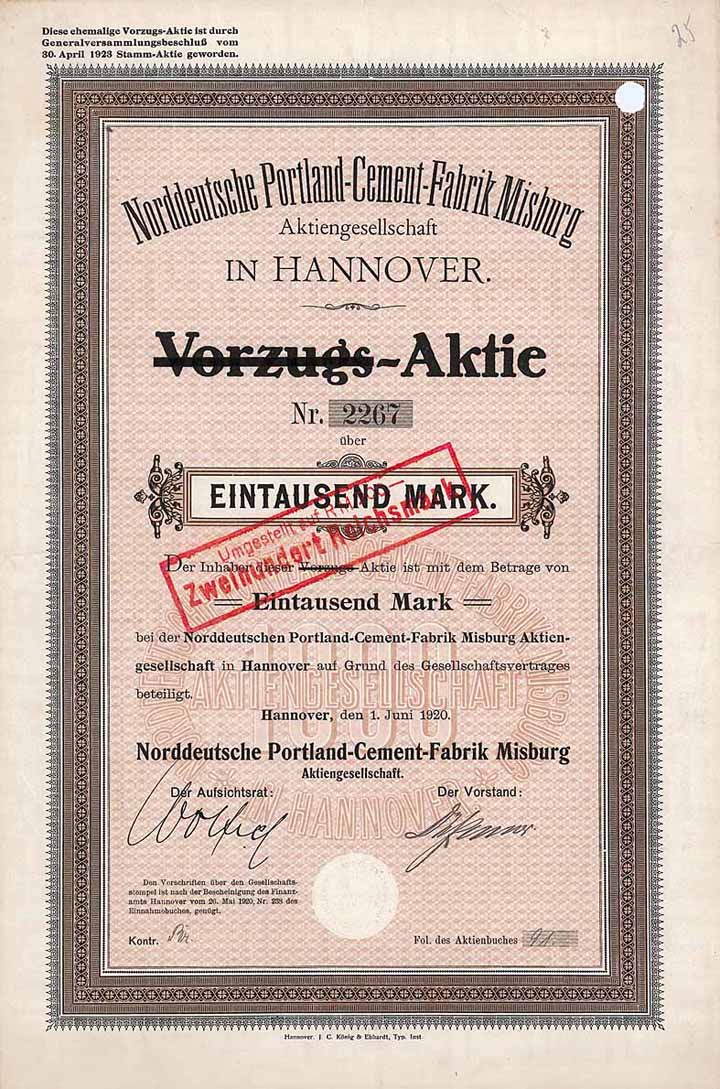 Diese ehemalige Vorzugs-Aktie ist durch
Generalversammlungsbeschluß vom
30. April 1923 Stamm-Aktie geworden.
25
Norddeutsche Portland-Cement-Fabrik Misburg
Aktiengesellschaft
IN HANNOVER.
Vorzugs-Aktie
Nr. 2267
über
EINTAUSEND MARK.
Umgestellt auf R.M.
Zweihundert Reichsmark
Der Inhaber dieser Vorzugs-Aktie ist mit dem Betrage von
Eintausend Mark
bei der Norddeutschen Portland-Cement-Fabrik Misburg Aktien-
gesellschaft in Hannover auf Grund des Gesellschaftsvertrages
beteiligt.
1000
AKTIENGESELLSCHAFT
HANNOVER
Hannover, den 1. Juni 1920.
Norddeutsche Portland-Cement-Fabrik Misburg
Aktiengesellschaft.
Der Aufsichtsrat:
Der Vorstand:
Den Vorschriften über den Gesellschafts-
stempel ist nach der Bescheinigung des Finanz-
amts Hannover vom 26. Mai 1920, Nr. 238 des
Einnahmebuches, genügt.
Kontr.
Fol. des Aktienbuches 91.
Hannover. J. C. König & Ebhardt, Typ. Inst.